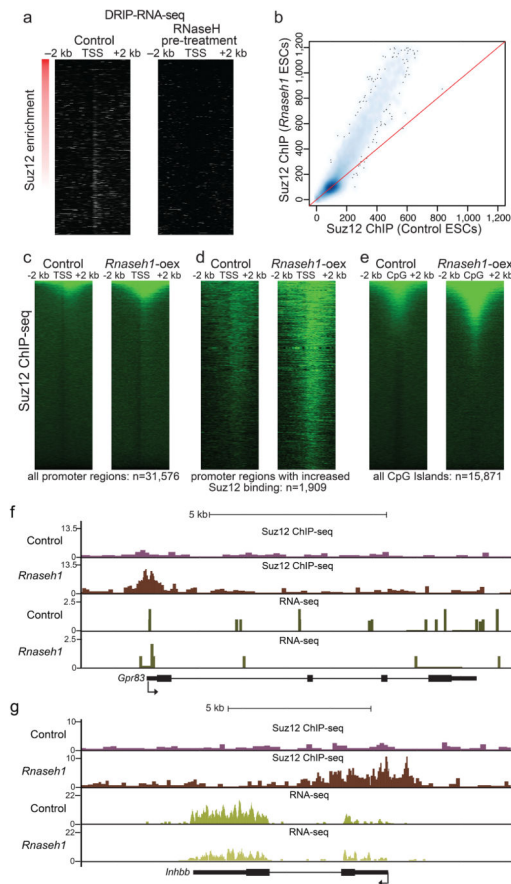 a
DRIP-RNA-seq
Control
RNaseH pre-treatment
−2 kb TSS +2 kb
−2 kb TSS +2 kb
Suz12 enrichment
b
Suz12 ChIP (Rnaseh1 ESCs)
0 200 400 600 800 1,000 1,200
0 200 400 600 800 1,000 1,200
Suz12 ChIP (Control ESCs)
c
Control
Rnaseh1-oex
-2 kb TSS +2 kb
-2 kb TSS +2 kb
Suz12 ChIP-seq
all promoter regions: n=31,576
d
Control
Rnaseh1-oex
-2 kb TSS +2 kb
-2 kb TSS +2 kb
promoter regions with increased
Suz12 binding: n=1,909
e
Control
Rnaseh1-oex
-2 kb CpG +2 kb
-2 kb CpG +2 kb
all CpG Islands: n=15,871
f
5 kb
Control
13.5
0
Suz12 ChIP-seq
Rnaseh1
13.5
0
Suz12 ChIP-seq
Control
2.5
0
RNA-seq
Rnaseh1
2.5
0
RNA-seq
Gpr83
g
5 kb
Control
10
0
Suz12 ChIP-seq
Rnaseh1
10
0
Suz12 ChIP-seq
Control
22
0
RNA-seq
Rnaseh1
22
0
RNA-seq
Inhbb